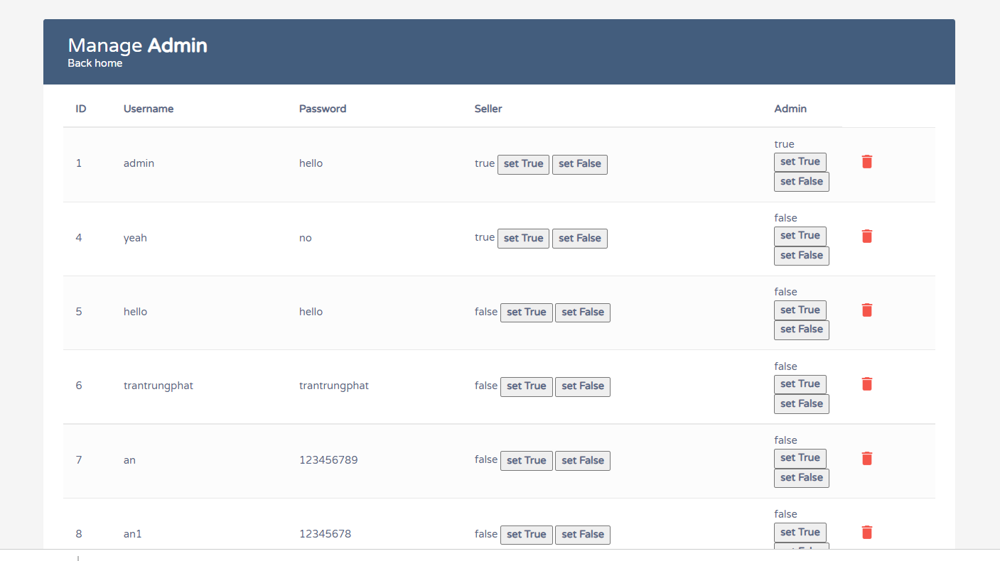 Manage Admin
Back home
ID Username Password Seller Admin
1 admin hello true set True set False true
set True
set False
4 yeah no true set True set False false
set True
set False
5 hello hello false set True set False false
set True
set False
6 trantrungphat trantrungphat false set True set False false
set True
set False
7 an 123456789 false set True set False false
set True
set False
8 an1 12345678 false set True set False false
set True